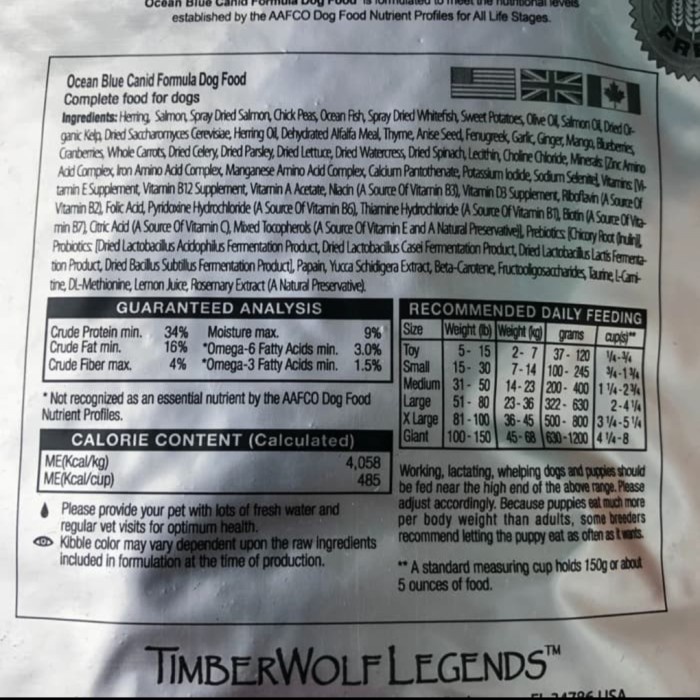 Ocean Blue Canid Formula Dog Food is formulated to meet the nutritional levels
established by the AAFCO Dog Food Nutrient Profiles for All Life Stages.
Ocean Blue Canid Formula Dog Food
Complete food for dogs
Ingredients: Herring, Salmon, Spray Dried Salmon, Chick Peas, Ocean Fish, Spray Dried Whitefish, Sweet Potatoes, Olive Oil, Salmon Oil, Dried Or-
ganic Kelp, Dried Saccharomyces Cerevisiae, Herring Oil, Dehydrated Alfalfa Meal, Thyme, Anise Seed, Fenugreek, Garlic, Ginger, Mango, Blueberries,
Cranberries, Whole Carrots, Dried Celery, Dried Parsley, Dried Lettuce, Dried Watercress, Dried Spinach, Lecithin, Choline Chloride, Minerals [Zinc Amino
Acid Complex, Iron Amino Acid Complex, Manganese Amino Acid Complex, Calcium Pantothenate, Potassium Iodide, Sodium Selenite], Vitamins [Vi-
tamin E Supplement, Vitamin B12 Supplement, Vitamin A Acetate, Niacin (A Source Of Vitamin B3), Vitamin D3 Supplement, Riboflavin (A Source Of
Vitamin B2), Folic Acid, Pyridoxine Hydrochloride (A Source Of Vitamin B6), Thiamine Hydrochloride (A Source Of Vitamin B1), Biotin (A Source Of Vita-
min B7), Citric Acid (A Source Of Vitamin C), Mixed Tocopherols (A Source Of Vitamin E and A Natural Preservative)], Prebiotics [Chicory Root (Inulin)],
Probiotics [Dried Lactobacillus Acidophilus Fermentation Product, Dried Lactobacillus Casei Fermentation Product, Dried Lactobacillus Lactis Fermenta-
tion Product, Dried Bacillus Subtillus Fermentation Product], Papain, Yucca Schidigera Extract, Beta-Carotene, Fructooligosaccharides, Taurine, L-Carni-
tine, DL-Methionine, Lemon Juice, Rosemary Extract (A Natural Preservative).
GUARANTEED ANALYSIS
Crude Protein min. 34% Moisture max. 9%
Crude Fat min. 16% *Omega-6 Fatty Acids min. 3.0%
Crude Fiber max. 4% *Omega-3 Fatty Acids min. 1.5%
* Not recognized as an essential nutrient by the AAFCO Dog Food
Nutrient Profiles.
CALORIE CONTENT (Calculated)
ME(Kcal/kg) 4,058
ME(Kcal/cup) 485
Please provide your pet with lots of fresh water and
regular vet visits for optimum health.
Kibble color may vary dependent upon the raw ingredients
included in formulation at the time of production.
RECOMMENDED DAILY FEEDING
Size Weight (lb) Weight (kg) grams cup(s)**
Toy 5- 15 2- 7 37- 120 1/4-3/4
Small 15- 30 7-14 100- 245 3/4-1 3/4
Medium 31- 50 14-23 200- 400 1 1/4-2 3/4
Large 51- 80 23-36 322- 630 2-4 1/4
X Large 81-100 36-45 500- 800 3 1/4-5 1/4
Giant 100-150 45-68 630-1200 4 1/4-8
Working, lactating, whelping dogs and puppies should
be fed near the high end of the above range. Please
adjust accordingly. Because puppies eat much more
per body weight than adults, some breeders
recommend letting the puppy eat as often as it wants.
** A standard measuring cup holds 150g or about
5 ounces of food.
TIMBERWOLF LEGENDS™
FL 34786 USA